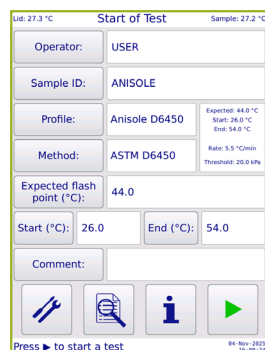 Lid: 27.3 °C Start of Test Sample: 27.2 °C
Operator: USER
Sample ID: ANISOLE
Profile: Anisole D6450
Expected: 44.0 °C
Start: 26.0 °C
End: 54.0 °C
Method: ASTM D6450
Rate: 5.5 °C/min
Threshold: 20.0 kPa
Expected flash
point (°C): 44.0
Start (°C): 26.0 End (°C): 54.0
Comment:
Press ▶ to start a test
04-Nov-2025